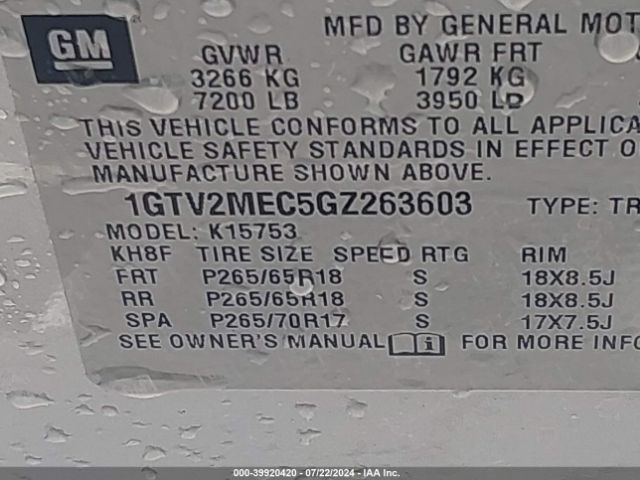 GM
MFD BY GENERAL MOT
GVWR GAWR FRT
3266 KG 1792 KG
7200 LB 3950 LB
THIS VEHICLE CONFORMS TO ALL APPLICA
VEHICLE SAFETY STANDARDS IN EFFECT O
MANUFACTURE SHOWN ABOVE.
1GTV2MEC5GZ263603 TYPE: TR
MODEL: K15753
KH8F TIRE SIZE SPEED RTG RIM
FRT P265/65R18 S 18X8.5J
RR P265/65R18 S 18X8.5J
SPA P265/70R17 S 17X7.5J
SEE OWNER'S MANUAL i FOR MORE INFO
000-39920420 - 07/22/2024 - IAA Inc.